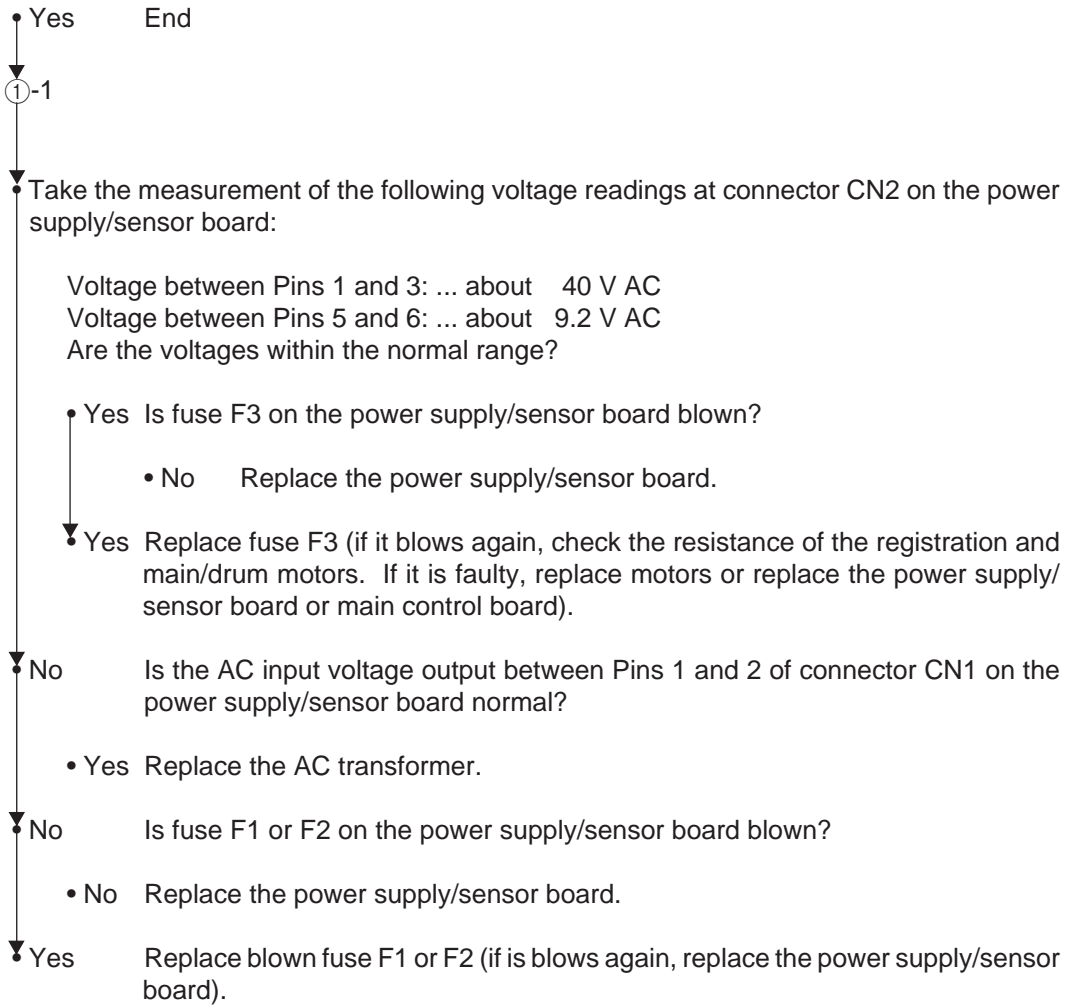 • Yes End
①-1
• Take the measurement of the following voltage readings at connector CN2 on the power
supply/sensor board:
Voltage between Pins 1 and 3: ... about 40 V AC
Voltage between Pins 5 and 6: ... about 9.2 V AC
Are the voltages within the normal range?
• Yes Is fuse F3 on the power supply/sensor board blown?
• No Replace the power supply/sensor board.
• Yes Replace fuse F3 (if it blows again, check the resistance of the registration and
main/drum motors. If it is faulty, replace motors or replace the power supply/
sensor board or main control board).
• No Is the AC input voltage output between Pins 1 and 2 of connector CN1 on the
power supply/sensor board normal?
• Yes Replace the AC transformer.
• No Is fuse F1 or F2 on the power supply/sensor board blown?
• No Replace the power supply/sensor board.
• Yes Replace blown fuse F1 or F2 (if is blows again, replace the power supply/sensor
board).